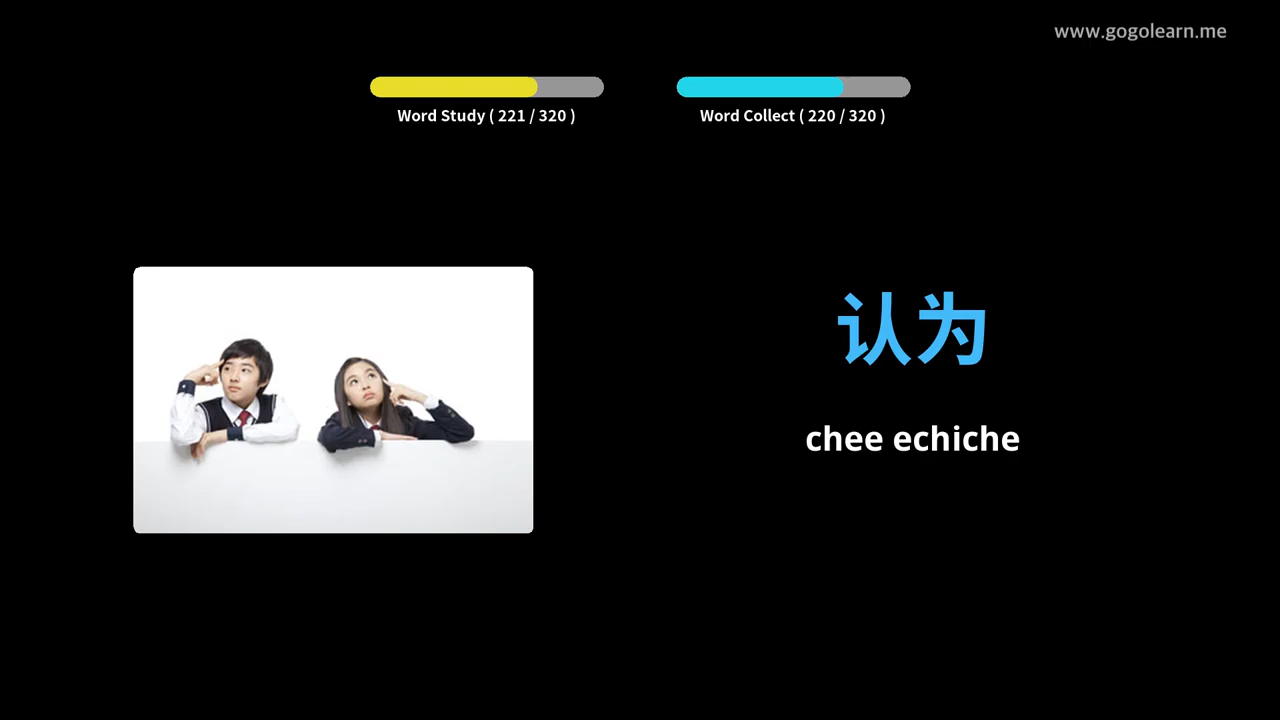 www.gogolearn.me
Word Study ( 221 / 320 )
Word Collect ( 220 / 320 )
认为
chee echiche